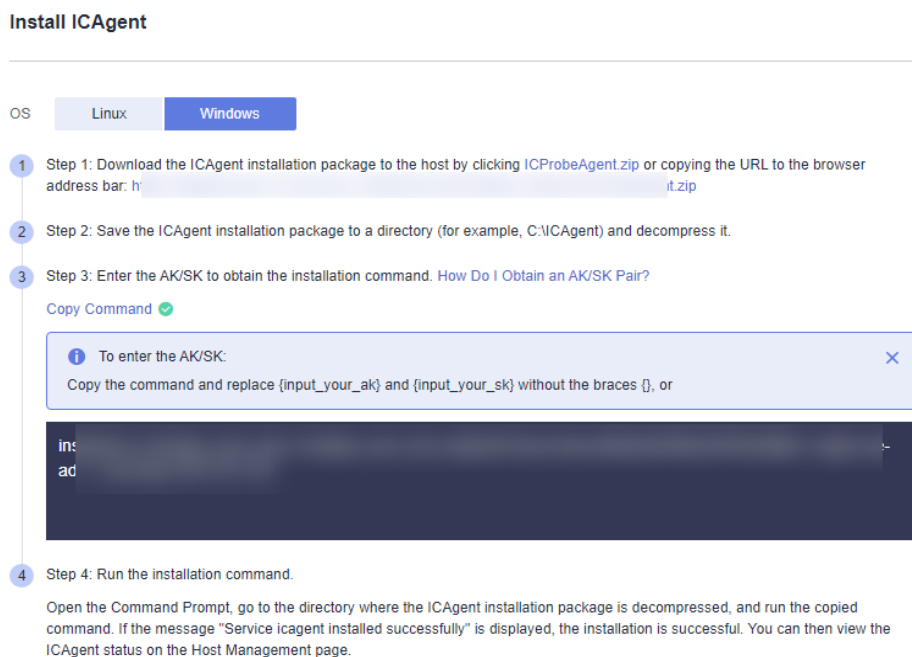 Install ICAgent
OS Linux Windows
1 Step 1: Download the ICAgent installation package to the host by clicking ICProbeAgent.zip or copying the URL to the browser
address bar: h t.zip
2 Step 2: Save the ICAgent installation package to a directory (for example, C:\ICAgent) and decompress it.
3 Step 3: Enter the AK/SK to obtain the installation command. How Do I Obtain an AK/SK Pair?
Copy Command
To enter the AK/SK:
Copy the command and replace {input_your_ak} and {input_your_sk} without the braces {}, or
4 Step 4: Run the installation command.
Open the Command Prompt, go to the directory where the ICAgent installation package is decompressed, and run the copied
command. If the message "Service icagent installed successfully" is displayed, the installation is successful. You can then view the
ICAgent status on the Host Management page.